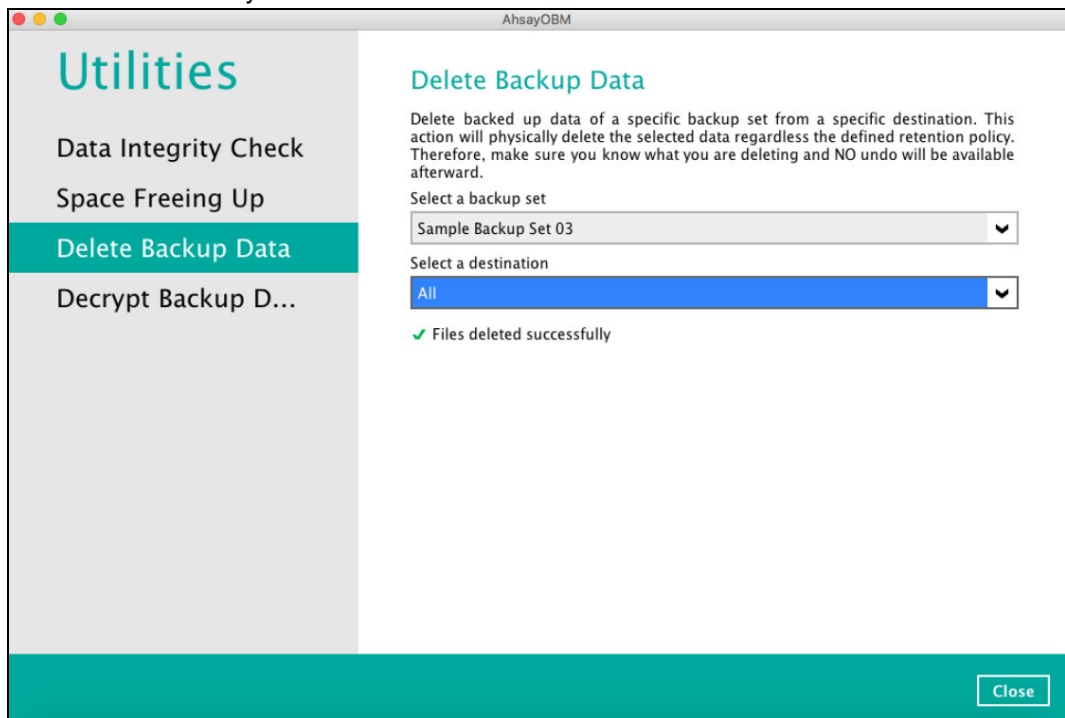 AhsayOBM
Utilities
Data Integrity Check
Space Freeing Up
Delete Backup Data
Decrypt Backup D...
Delete Backup Data
Delete backed up data of a specific backup set from a specific destination. This
action will physically delete the selected data regardless the defined retention policy.
Therefore, make sure you know what you are deleting and NO undo will be available
afterward.
Select a backup set
Sample Backup Set 03
Select a destination
All
Files deleted successfully
Close